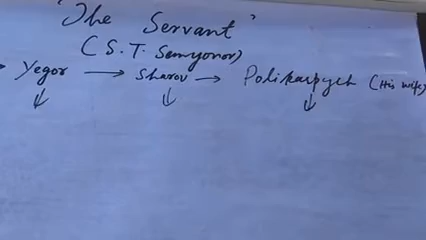 'The Servant'
(S.T. Semyonov)
→ Yegor → Sharov → Polikarpych (His wife)
↓ ↓ ↓